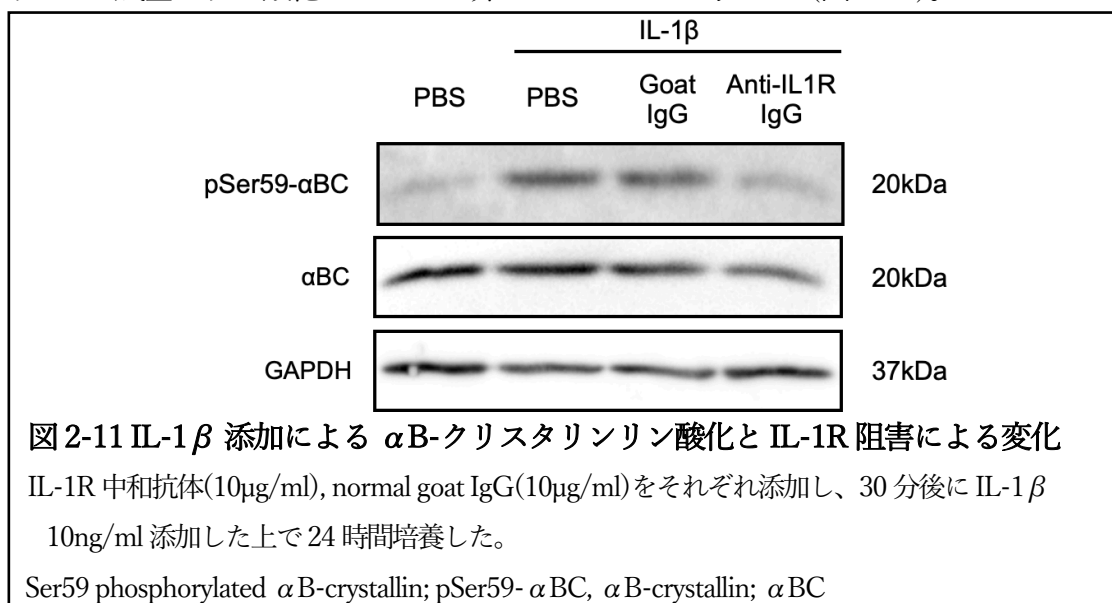 IL-1β
PBS PBS Goat IgG Anti-IL1R IgG
pSer59-αBC 20kDa
αBC 20kDa
GAPDH 37kDa
図 2-11 IL-1β 添加による αB-クリスタリンリン酸化と IL-1R 阻害による変化
IL-1R 中和抗体(10μg/ml), normal goat IgG(10μg/ml)をそれぞれ添加し、30 分後に IL-1β
10ng/ml 添加した上で 24 時間培養した。
Ser59 phosphorylated αB-crystallin; pSer59-αBC, αB-crystallin; αBC